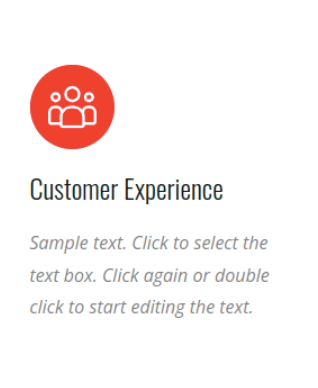 Customer Experience
Sample text. Click to select the
text box. Click again or double
click to start editing the text.